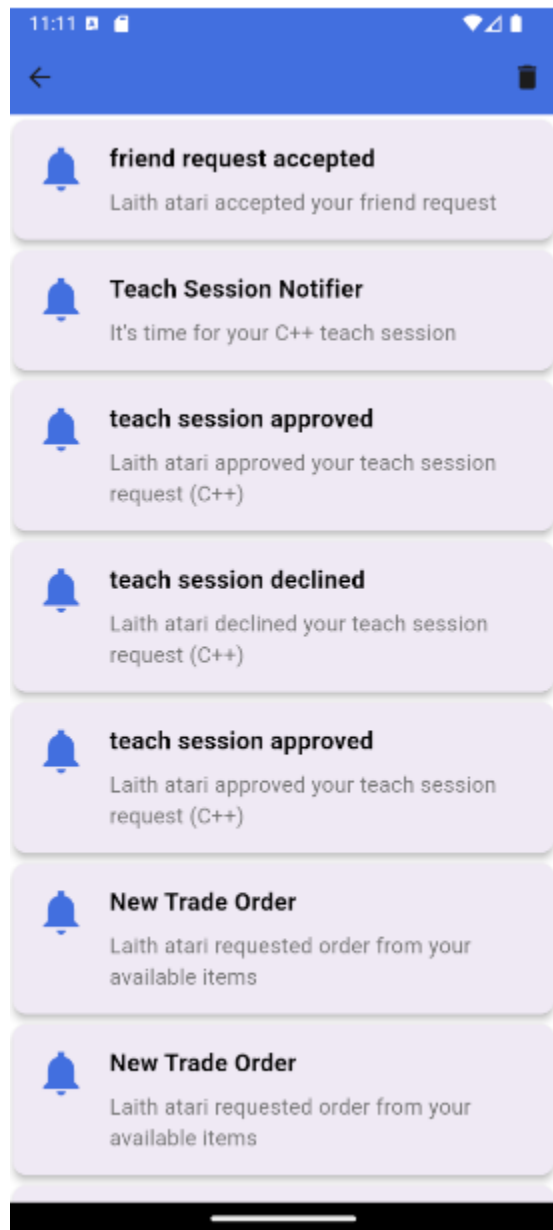 11:11
friend request accepted
Laith atari accepted your friend request
Teach Session Notifier
It's time for your C++ teach session
teach session approved
Laith atari approved your teach session
request (C++)
teach session declined
Laith atari declined your teach session
request (C++)
teach session approved
Laith atari approved your teach session
request (C++)
New Trade Order
Laith atari requested order from your
available items
New Trade Order
Laith atari requested order from your
available items